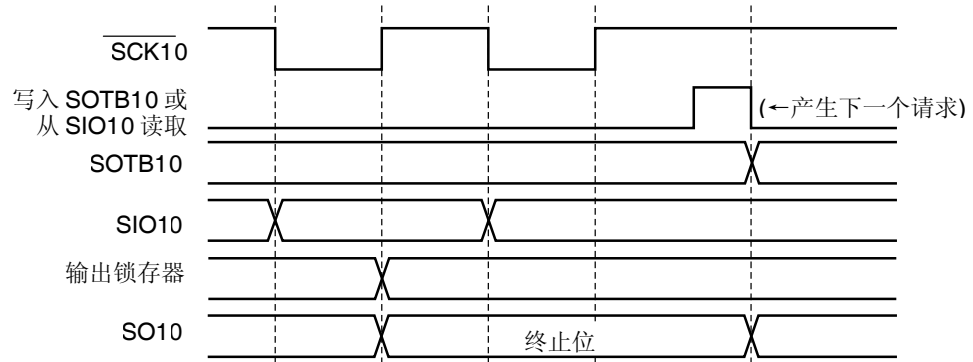 SCK10
写入 SOTB10 或
从 SIO10 读取
(←产生下一个请求)
SOTB10
SIO10
输出锁存器
SO10
终止位